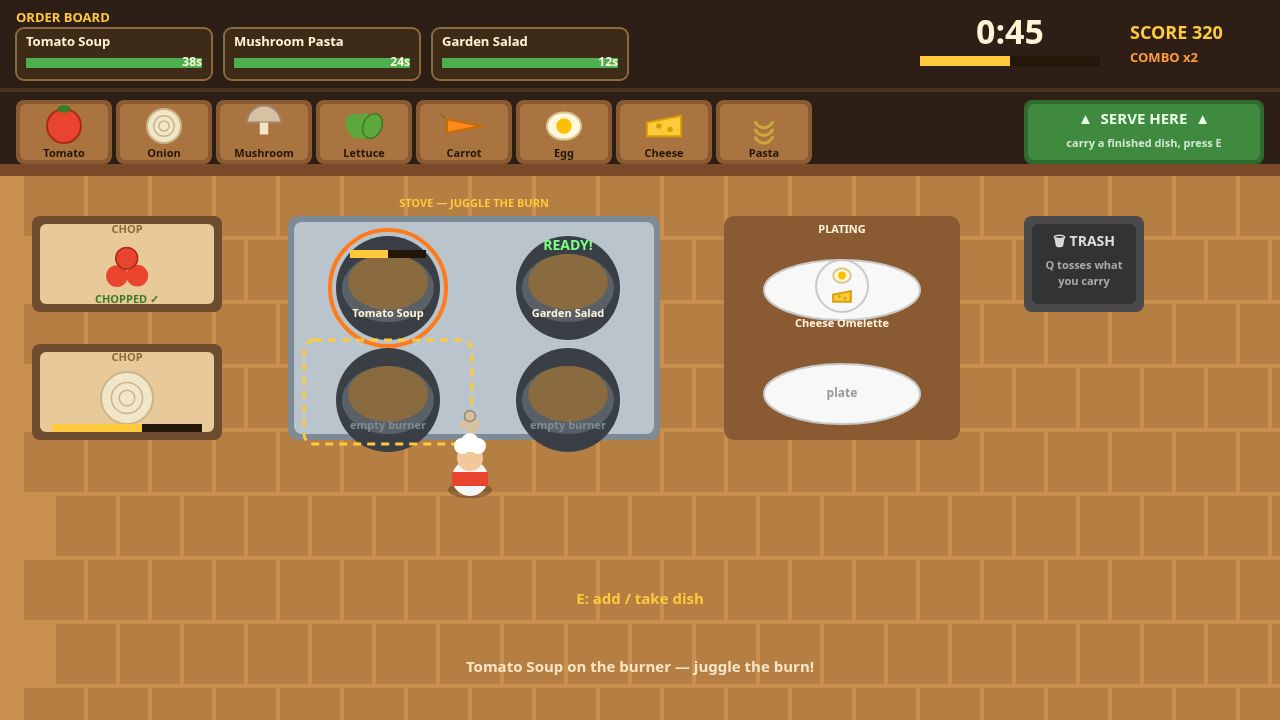 ORDER BOARD
Tomato Soup
38s
Mushroom Pasta
24s
Garden Salad
12s
0:45
SCORE 320
COMBO x2
Tomato
Onion
Mushroom
Lettuce
Carrot
Egg
Cheese
Pasta
▲ SERVE HERE ▲
carry a finished dish, press E
STOVE — JUGGLE THE BURN
CHOP
CHOPPED ✓
CHOP
READY!
Tomato Soup
Garden Salad
empty burner
empty burner
PLATING
Cheese Omelette
plate
🗑 TRASH
Q tosses what
you carry
E: add / take dish
Tomato Soup on the burner — juggle the burn!